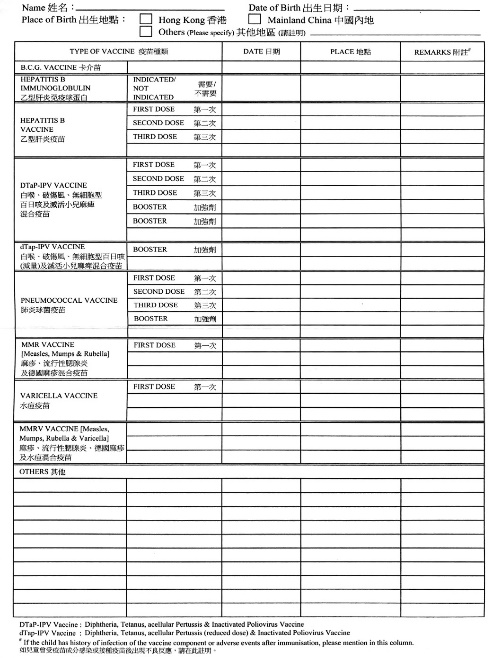 Name 姓名： Date of Birth 出生日期：
Place of Birth 出生地點： Hong Kong 香港 Mainland China 中國內地
Others (Please specify) 其他地區 (請註明)
TYPE OF VACCINE 疫苗種類 DATE 日期 PLACE 地點 REMARKS 附註#
B.C.G. VACCINE 卡介苗
HEPATITIS B IMMUNOGLOBULIN 乙型肝炎免疫球蛋白 INDICATED/ NOT INDICATED 需要/ 不需要
HEPATITIS B VACCINE 乙型肝炎疫苗
FIRST DOSE 第一次
SECOND DOSE 第二次
THIRD DOSE 第三次
DTaP-IPV VACCINE
白喉、破傷風、無細胞型
百日咳及滅活小兒麻痺
混合疫苗
FIRST DOSE 第一次
SECOND DOSE 第二次
THIRD DOSE 第三次
BOOSTER 加強劑
BOOSTER 加強劑
dTap-IPV VACCINE
白喉、破傷風、無細胞型百日咳
(減量)及滅活小兒麻痺混合疫苗
BOOSTER 加強劑
PNEUMOCOCCAL VACCINE
肺炎球菌疫苗
FIRST DOSE 第一次
SECOND DOSE 第二次
THIRD DOSE 第三次
BOOSTER 加強劑
MMR VACCINE
[Measles, Mumps & Rubella]
麻疹、流行性腮腺炎
及德國麻疹混合疫苗
FIRST DOSE 第一次
VARICELLA VACCINE
水痘疫苗
FIRST DOSE 第一次
MMRV VACCINE [Measles,
Mumps, Rubella & Varicella]
麻疹、流行性腮腺炎、德國麻疹
及水痘混合疫苗
OTHERS 其他
DTaP-IPV Vaccine : Diphtheria, Tetanus, acellular Pertussis & Inactivated Poliovirus Vaccine
dTap-IPV Vaccine : Diphtheria, Tetanus, acellular Pertussis (reduced dose) & Inactivated Poliovirus Vaccine
# If the child has history of infection of the vaccine component or adverse events after immunisation, please mention in this column.
如兒童曾受疫苗成分感染或接種疫苗後出現不良反應，請在此註明。